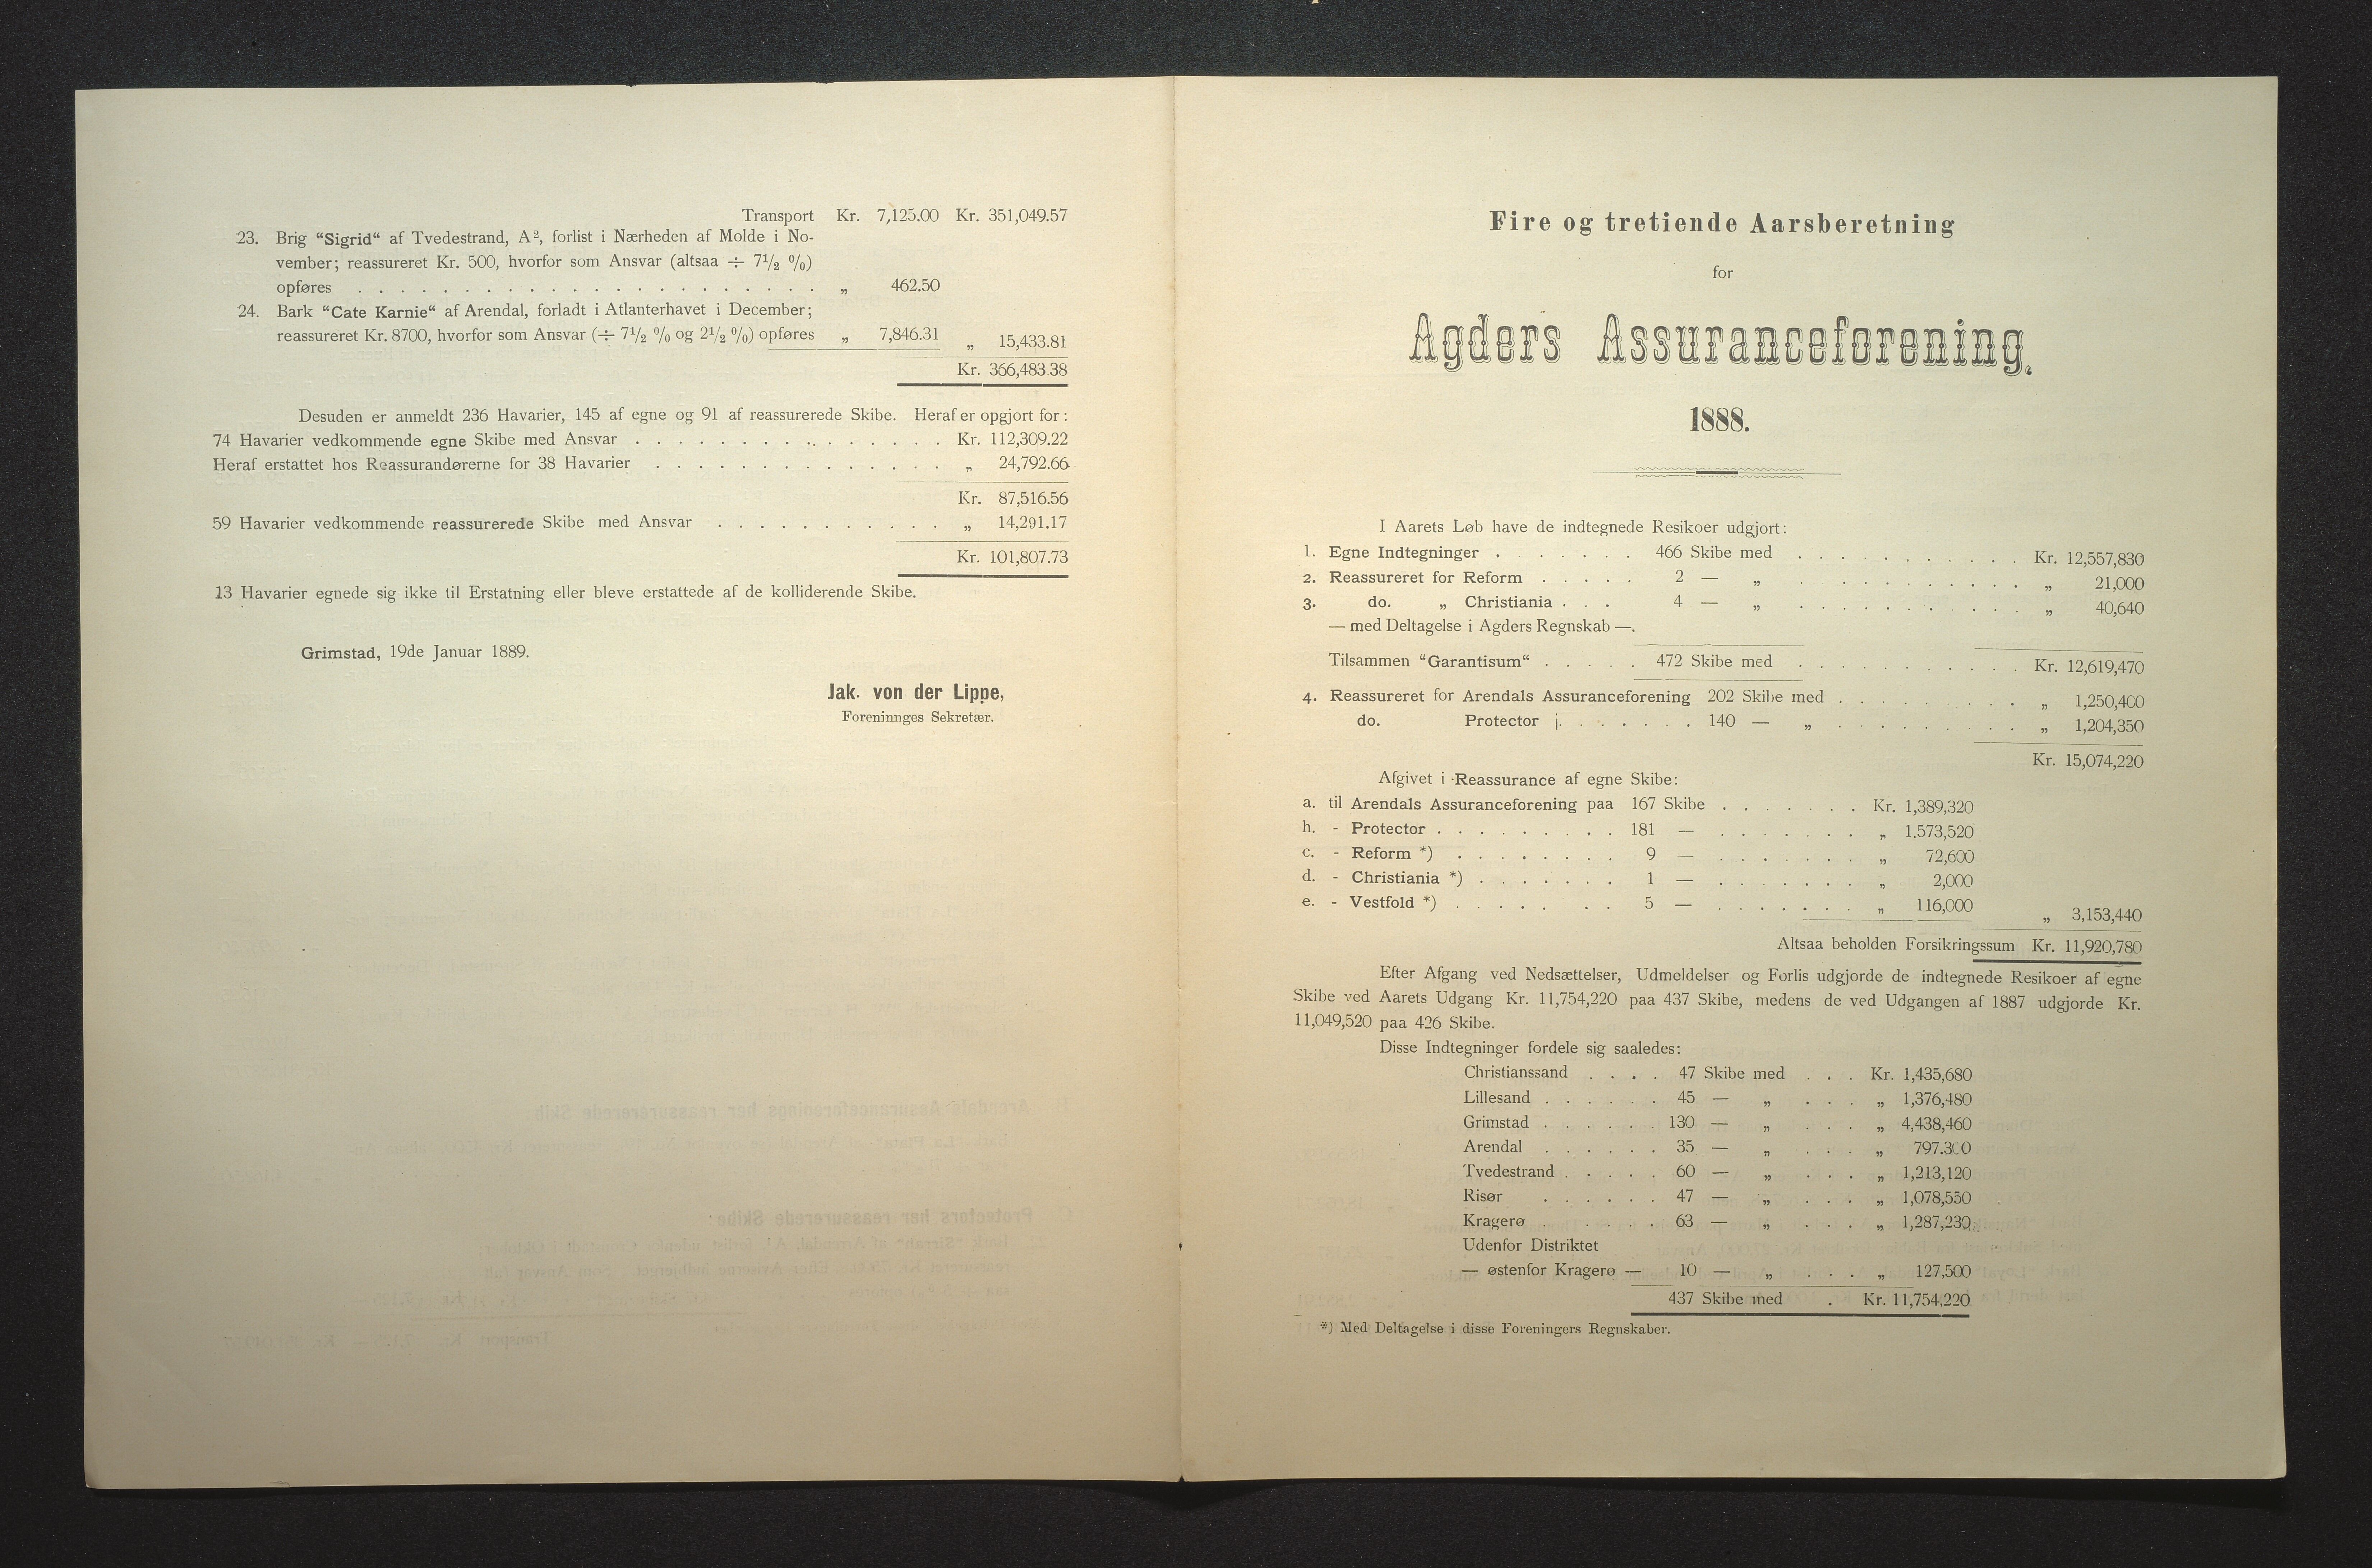 Transport Kr. 7,125.00 Kr. 351,049.57
23. Brig “Sigrid“ af Tvedestrand, A², forlist i Nærheden af Molde i No-
vember; reassureret Kr. 500, hvorfor som Ansvar (altsaa ÷ 7½ %)
opføres . . . . . . . . . . . . . . . . . . . . „ 462.50
24. Bark “Cate Karnie“ af Arendal, forladt i Atlanterhavet i December;
reassureret Kr. 8700, hvorfor som Ansvar (÷ 7½ % og 2½ %) opføres „ 7,846.31 „ 15,433.81
Kr. 366,483.38
Desuden er anmeldt 236 Havarier, 145 af egne og 91 af reassurerede Skibe. Heraf er opgjort for:
74 Havarier vedkommende egne Skibe med Ansvar . . . . . . . . . . . . . Kr. 112,309.22
Heraf erstattet hos Reassurandørerne for 38 Havarier . . . . . . . . . . . . „ 24,792.66
Kr. 87,516.56
59 Havarier vedkommende reassurerede Skibe med Ansvar . . . . . . . . . . „ 14,291.17
Kr. 101,807.73
13 Havarier egnede sig ikke til Erstatning eller bleve erstattede af de kolliderende Skibe.
Grimstad, 19de Januar 1889.
Jak. von der Lippe,
Foreninnges Sekretær.
Fire og tretiende Aarsberetning
for
Agders Assuranceforening.
1888.
I Aarets Løb have de indtegnede Resikoer udgjort:
1. Egne Indtegninger . . . . . . 466 Skibe med . . . . . . . . . Kr. 12,557,830
2. Reassureret for Reform . . . . . 2 — „ . . . . . . . . . „ 21,000
3. do. „ Christiania . . . 4 — „ . . . . . . . . . „ 40,640
— med Deltagelse i Agders Regnskab —.
Tilsammen “Garantisum“ . . . . . 472 Skibe med . . . . . . . . . Kr. 12,619,470
4. Reassureret for Arendals Assuranceforening 202 Skibe med . . . . . . . . „ 1,250,400
do. Protector j. . . . . . . 140 — „ . . . . . . . . „ 1,204,350
Kr. 15,074,220
Afgivet i Reassurance af egne Skibe:
a. til Arendals Assuranceforening paa 167 Skibe . . . . . . . Kr. 1,389,320
h. - Protector . . . . . . . . . 181 — . . . . . . . „ 1.573,520
c. - Reform *) . . . . . . . . 9 — . . . . . . . „ 72,600
d. - Christiania *) . . . . . . . 1 — . . . . . . . „ 2,000
e. - Vestfold *) . . . . . . . 5 — . . . . . . . „ 116,000 „ 3,153,440
Altsaa beholden Forsikringssum Kr. 11,920,780
Efter Afgang ved Nedsættelser, Udmeldelser og Forlis udgjorde de indtegnede Resikoer af egne
Skibe ved Aarets Udgang Kr. 11,754,220 paa 437 Skibe, medens de ved Udgangen af 1887 udgjorde Kr.
11,049,520 paa 426 Skibe.
Disse Indtegninger fordele sig saaledes:
Christianssand . . . . 47 Skibe med . . . Kr. 1,435,680
Lillesand . . . . . . 45 — „ . . . „ 1,376,480
Grimstad . . . . . . 130 — „ . . . „ 4,438,460
Arendal . . . . . . 35 — „ . . . „ 797.300
Tvedestrand . . . . . 60 — „ . . . „ 1,213,120
Risør . . . . . . 47 — „ . . . „ 1,078,550
Kragerø . . . . . . 63 — „ . . . „ 1,287,230
Udenfor Distriktet
— østenfor Kragerø — 10 — „ . . . „ 127,500
437 Skibe med . Kr. 11,754,220
*) Med Deltagelse i disse Foreningers Regnskaber.